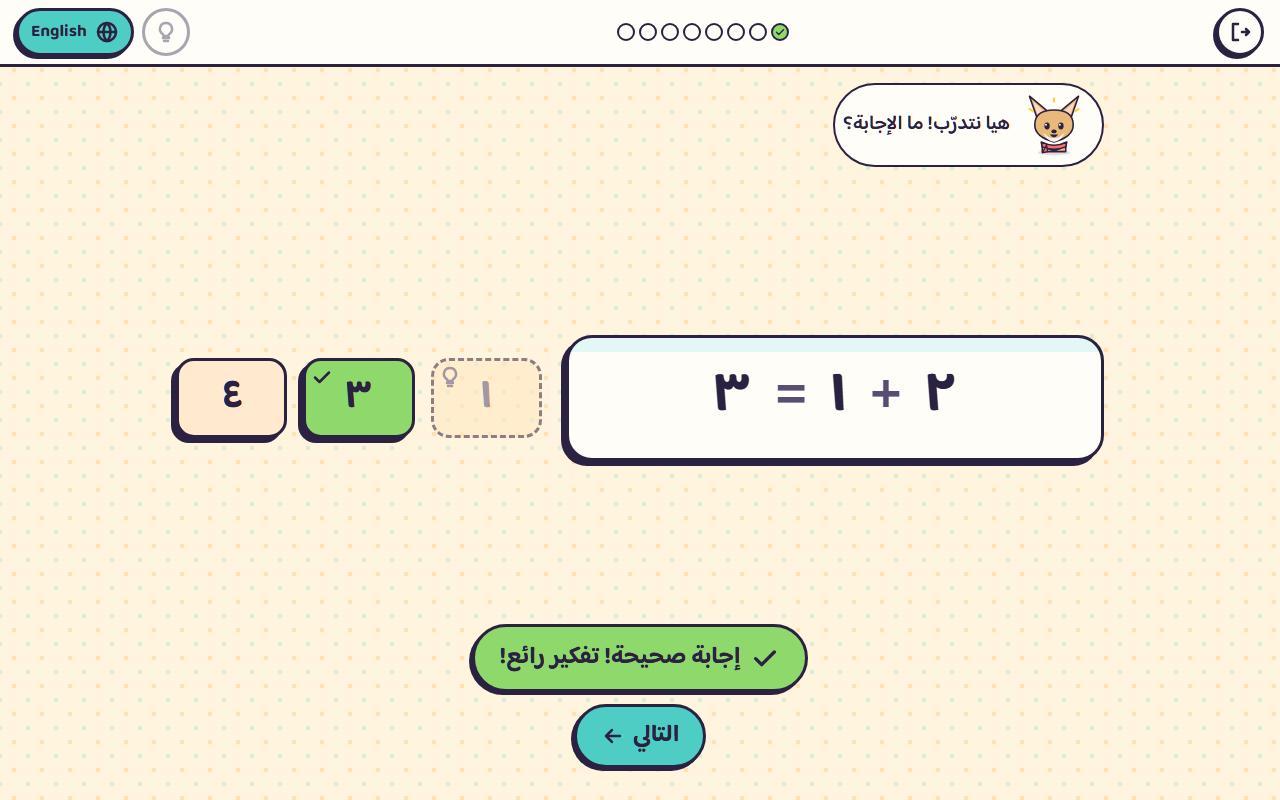 English
هيا نتدرّب! ما الإجابة؟
٢ + ١ = ٣
١
٣
٤
إجابة صحيحة! تفكير رائع!
التالي